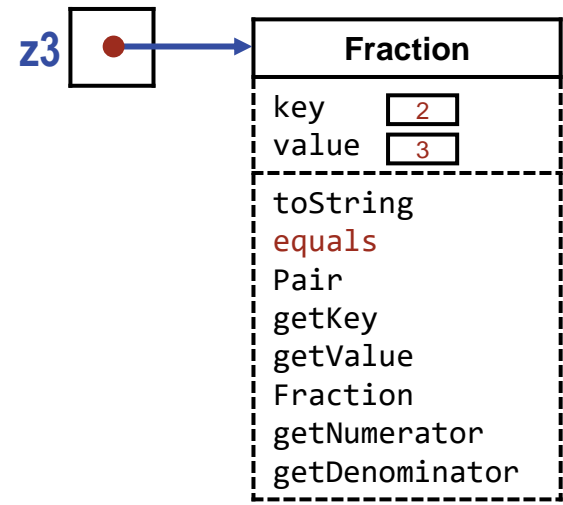 z3
Fraction
key 2
value 3
toString
equals
Pair
getKey
getValue
Fraction
getNumerator
getDenominator